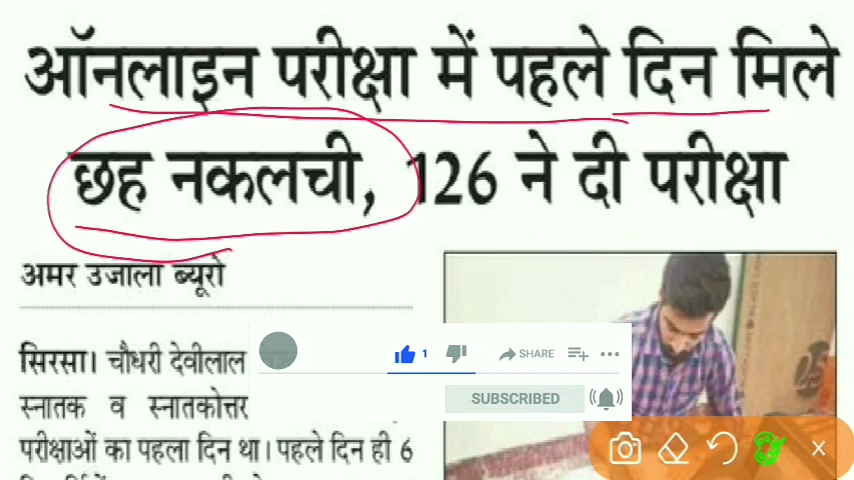 ऑनलाइन परीक्षा में पहले दिन मिले
छह नकलची, 126 ने दी परीक्षा
अमर उजाला ब्यूरो
सिरसा। चौधरी देवीलाल
स्नातक व स्नातकोत्तर
परीक्षाओं का पहला दिन था। पहले दिन ही 6
1
SHARE
SUBSCRIBED